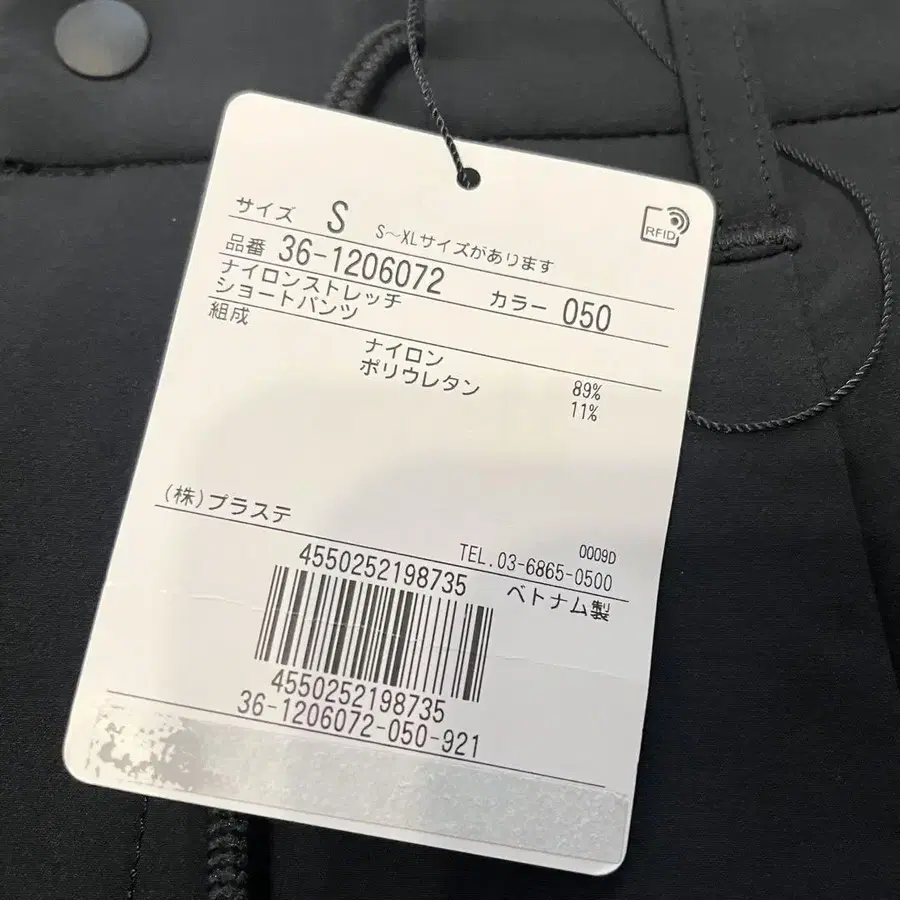 RFID
サイズ S S～XLサイズがあります
品番 36-1206072 カラー 050
ナイロンストレッチ
ショートパンツ
組成
ナイロン 89%
ポリウレタン 11%
(株)プラステ
0009D
TEL.03-6865-0500
ベトナム製
4550252198735
4550252198735
36-1206072-050-921